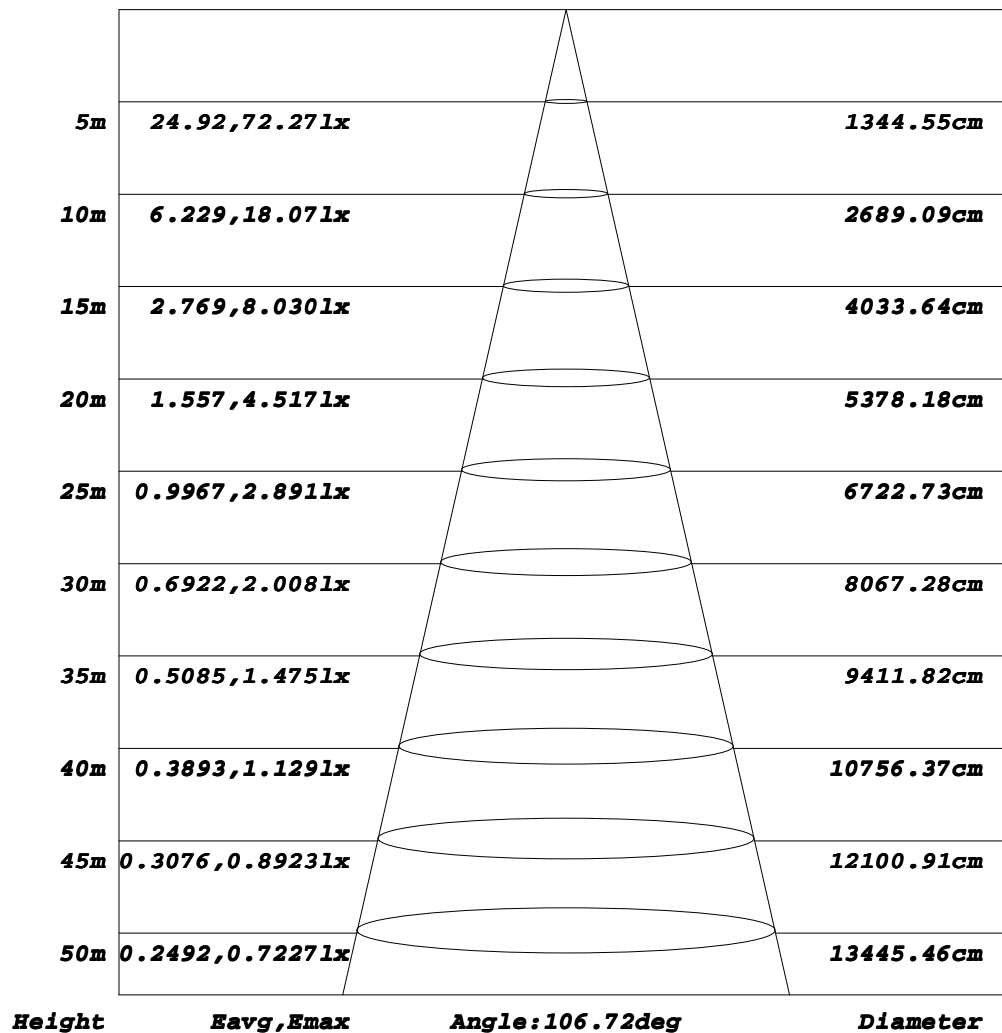 5m 24.92,72.27lx 1344.55cm
10m 6.229,18.07lx 2689.09cm
15m 2.769,8.030lx 4033.64cm
20m 1.557,4.517lx 5378.18cm
25m 0.9967,2.891lx 6722.73cm
30m 0.6922,2.008lx 8067.28cm
35m 0.5085,1.475lx 9411.82cm
40m 0.3893,1.129lx 10756.37cm
45m 0.3076,0.8923lx 12100.91cm
50m 0.2492,0.7227lx 13445.46cm
Height Eavg,Emax Angle:106.72deg Diameter